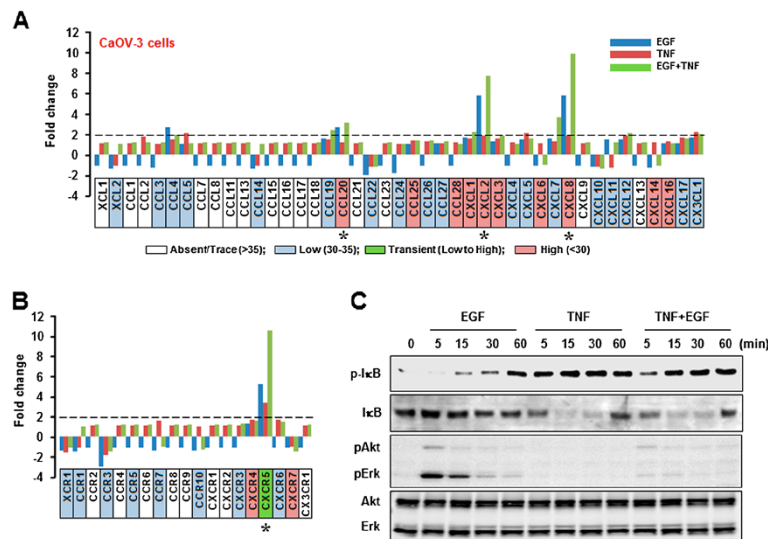 A
CaOV-3 cells
EGF
TNF
EGF+TNF
Fold change
12
10
8
6
4
2
0
-2
-4
XCL1 XCL2 CCL1 CCL2 CCL3 CCL4 CCL5 CCL7 CCL8 CCL11 CCL13 CCL14 CCL15 CCL16 CCL17 CCL18 CCL19 CCL20 CCL21 CCL22 CCL23 CCL24 CCL25 CCL26 CCL27 CCL28 CXCL1 CXCL2 CXCL3 CXCL4 CXCL5 CXCL6 CXCL7 CXCL8 CXCL9 CXCL10 CXCL11 CXCL12 CXCL13 CXCL14 CXCL16 CXCL17 CX3CL1
* * *
Absent/Trace (>35); Low (30-35); Transient (Low to High); High (<30)
B
Fold change
12
10
8
6
4
2
0
-2
-4
XCR1 CCR1 CCR2 CCR3 CCR4 CCR5 CCR6 CCR7 CCR8 CCR9 CCR10 CXCR1 CXCR2 CXCR3 CXCR4 CXCR5 CXCR6 CXCR7 CX3CR1
*
C
EGF TNF TNF+EGF
0 5 15 30 60 5 15 30 60 5 15 30 60 (min)
p-IκB
IκB
pAkt
pErk
Akt
Erk